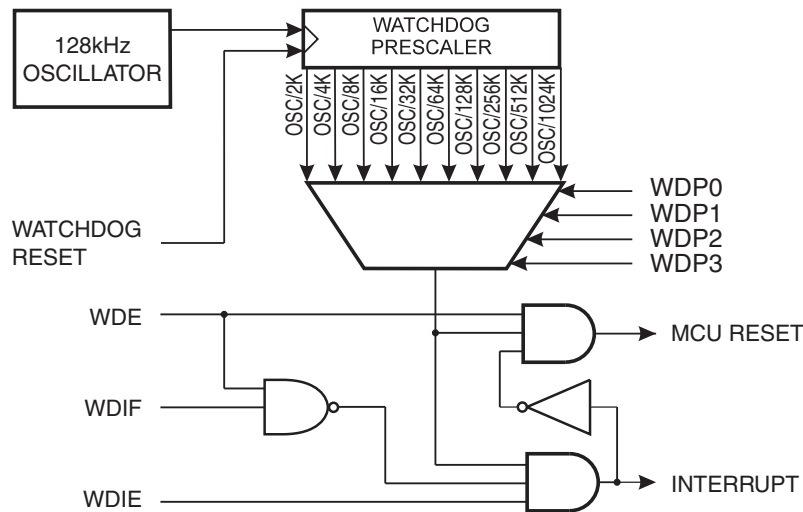 128kHz
OSCILLATOR
WATCHDOG
PRESCALER
OSC/2K
OSC/4K
OSC/8K
OSC/16K
OSC/32K
OSC/64K
OSC/128K
OSC/256K
OSC/512K
OSC/1024K
WDP0
WDP1
WDP2
WDP3
WATCHDOG
RESET
WDE
MCU RESET
WDIF
WDIE
INTERRUPT